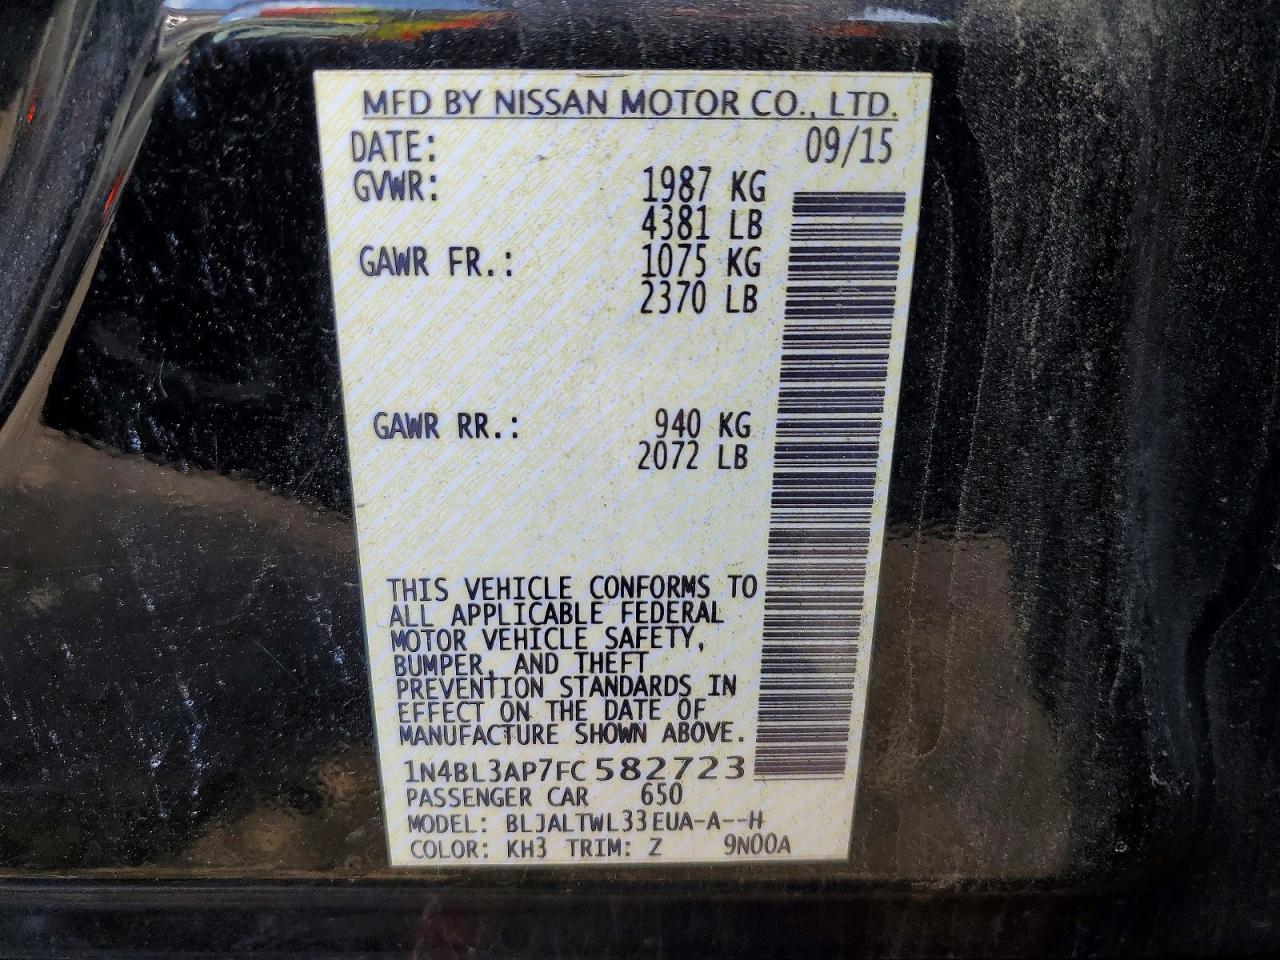 MFD BY NISSAN MOTOR CO., LTD.
DATE: 09/15
GVWR: 1987 KG
4381 LB
GAWR FR.: 1075 KG
2370 LB
GAWR RR.: 940 KG
2072 LB
THIS VEHICLE CONFORMS TO
ALL APPLICABLE FEDERAL
MOTOR VEHICLE SAFETY,
BUMPER, AND THEFT
PREVENTION STANDARDS IN
EFFECT ON THE DATE OF
MANUFACTURE SHOWN ABOVE.
1N4BL3AP7FC582723
PASSENGER CAR 650
MODEL: BLJALTWL33EUA-A--H
COLOR: KH3 TRIM: Z 9N00A